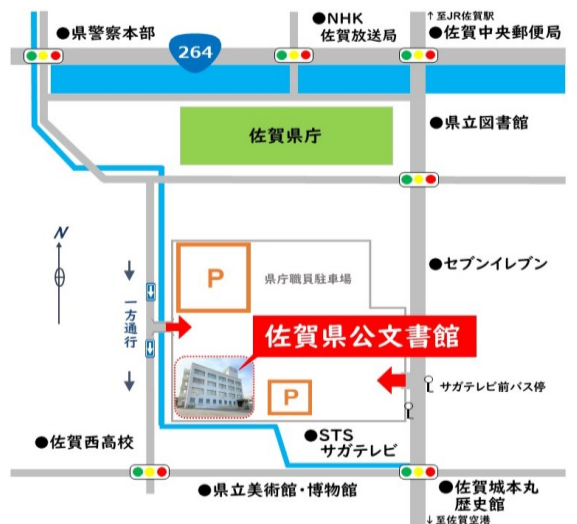 ↑至JR佐賀駅
●NHK
佐賀放送局
●佐賀中央郵便局
●県警察本部
264
佐賀県庁
●県立図書館
N
P
県庁職員駐車場
●セブンイレブン
一方通行
佐賀県公文書館
P
サガテレビ前バス停
●佐賀西高校
●STS
サガテレビ
●県立美術館・博物館
●佐賀城本丸
歴史館
↓至佐賀空港